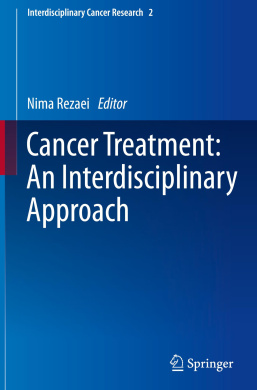 Interdisciplinary Cancer Research 2
Nima Rezaei Editor
Cancer Treatment:
An Interdisciplinary
Approach
Springer